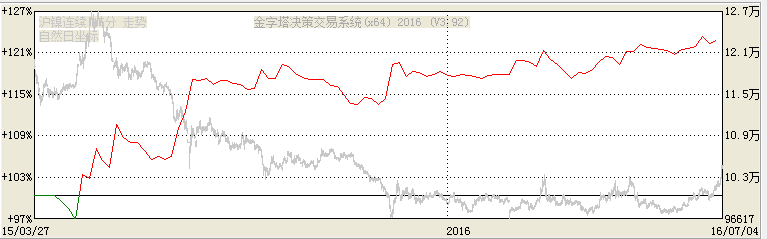 +127%
12.7万
沪银连续 分 走势
金字塔决策交易系统(x64) 2016 (V3.92)
自然日坐标
+121%
12.1万
+115%
11.5万
+109%
10.9万
+103%
10.3万
+97%
96617
15/03/27
2016
16/07/04